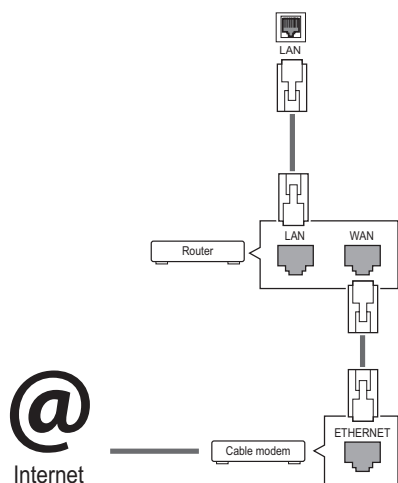 LAN
LAN WAN
Router
ETHERNET
Cable modem
@
Internet